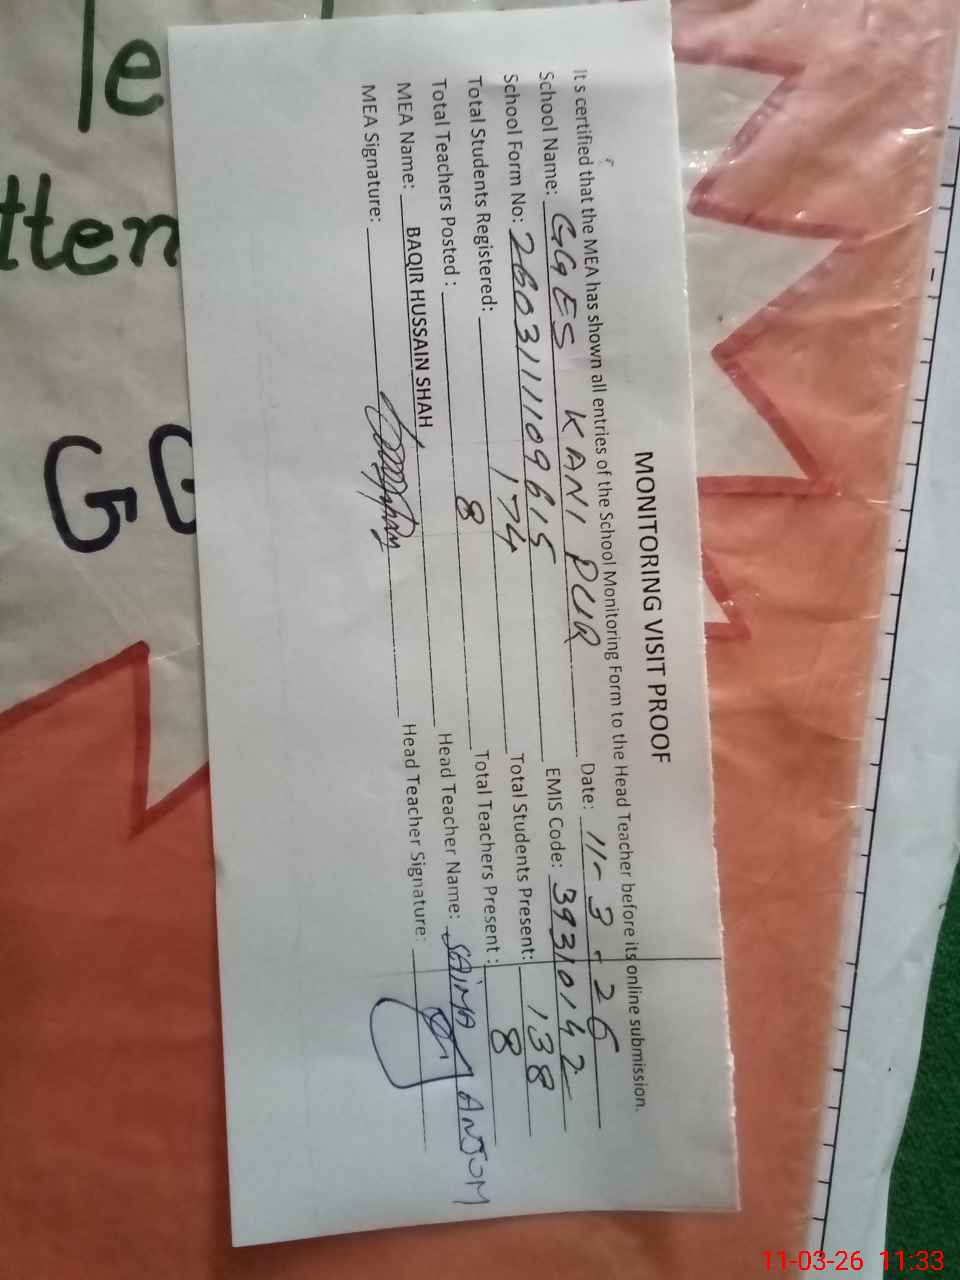 MONITORING VISIT PROOF
It s certified that the MEA has shown all entries of the School Monitoring Form to the Head Teacher before its online submission.
School Name: GGES KANI PUR Date: 11-3-26
School Form No: 2603111109615 EMIS Code: 39310142
Total Students Registered: 174 Total Students Present: 138
Total Teachers Posted : 8 Total Teachers Present : 8
MEA Name: BAQIR HUSSAIN SHAH Head Teacher Name: SAIMA ANJUM
MEA Signature: Head Teacher Signature:
le
tten
GG
11-03-26 11:33